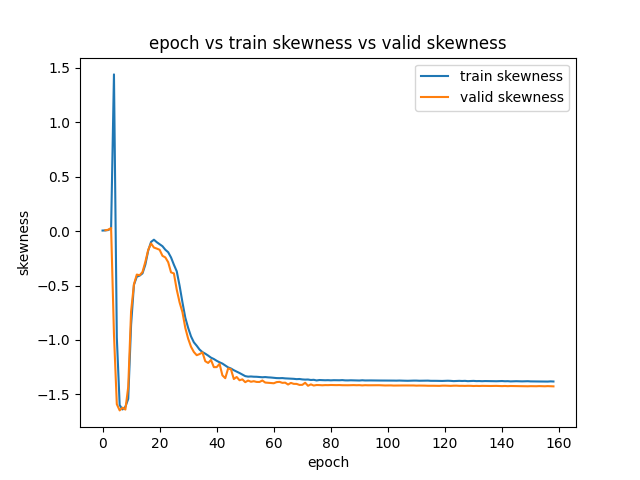 epoch vs train skewness vs valid skewness
train skewness
valid skewness
1.5
1.0
0.5
0.0
−0.5
−1.0
−1.5
skewness
0 20 40 60 80 100 120 140 160
epoch